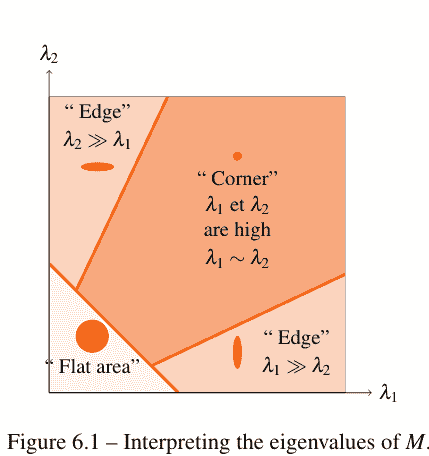 λ₂
“ Edge”
λ₂ ≫ λ₁
“ Corner”
λ₁ et λ₂
are high
λ₁ ∼ λ₂
“ Edge”
λ₁ ≫ λ₂
“ Flat area”
λ₁
Figure 6.1 – Interpreting the eigenvalues of M.